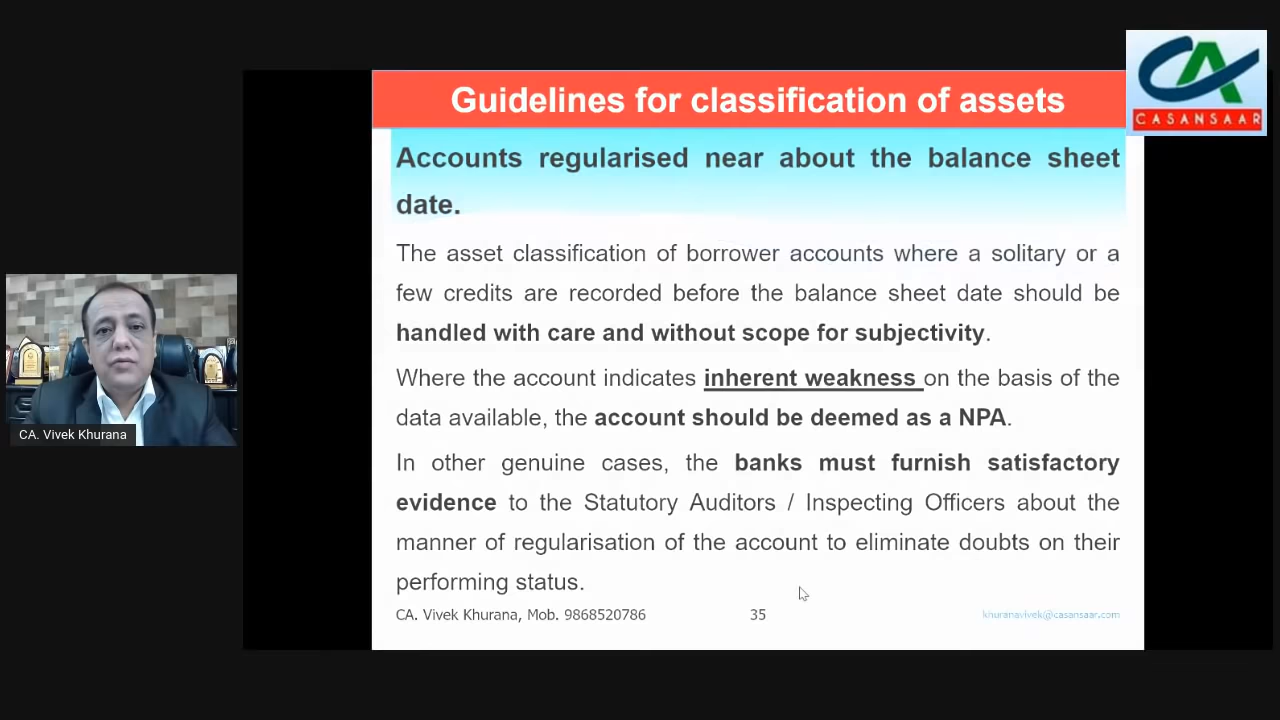 Guidelines for classification of assets
CASANSAAR
Accounts regularised near about the balance sheet
date.
The asset classification of borrower accounts where a solitary or a
few credits are recorded before the balance sheet date should be
handled with care and without scope for subjectivity.
Where the account indicates inherent weakness on the basis of the
data available, the account should be deemed as a NPA.
In other genuine cases, the banks must furnish satisfactory
evidence to the Statutory Auditors / Inspecting Officers about the
manner of regularisation of the account to eliminate doubts on their
performing status.
CA. Vivek Khurana, Mob. 9868520786
35
khuranavivek@casansaar.com
CA. Vivek Khurana